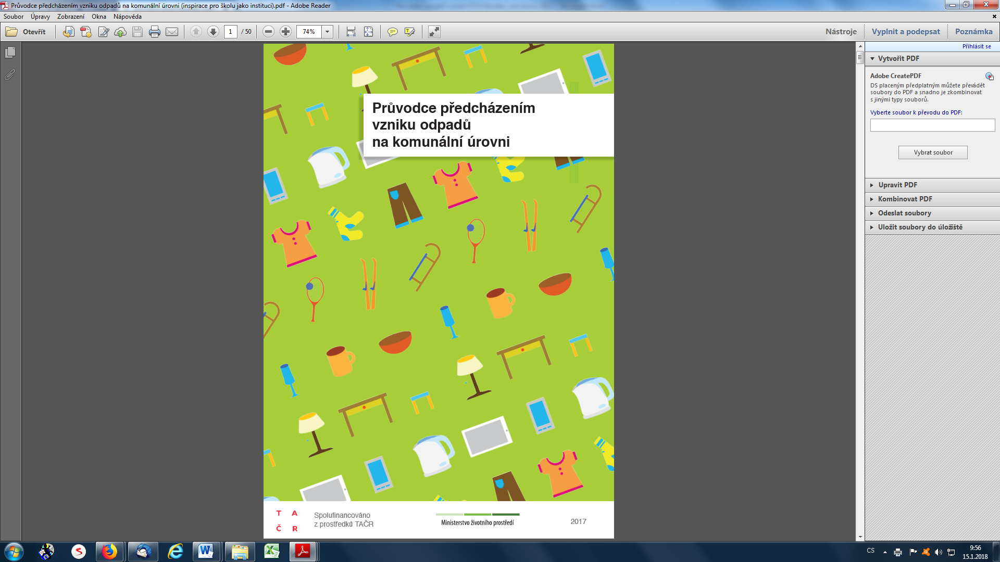 Průvodce předcházením vzniku odpadů na komunální úrovni (inspirace pro školu jako instituci).pdf - Adobe Reader
Soubor Úpravy Zobrazení Okna Nápověda
Otevřít 1 / 50 74% Nástroje Vyplnit a podepsat Poznámka
Přihlásit se
Vytvořit PDF
Adobe CreatePDF
DS placeným předplatným můžete převádět
soubory do PDF a snadno je zkombinovat
s jinými typy souborů.
Vyberte soubor k převodu do PDF:
Vybrat soubor
Upravit PDF
Kombinovat PDF
Odeslat soubory
Uložit soubory do úložiště
Průvodce předcházením
vzniku odpadů
na komunální úrovni
T A
Č R
Spolufinancováno
z prostředků TAČR
Ministerstvo životního prostředí
2017
CS
9:56
15.1.2018